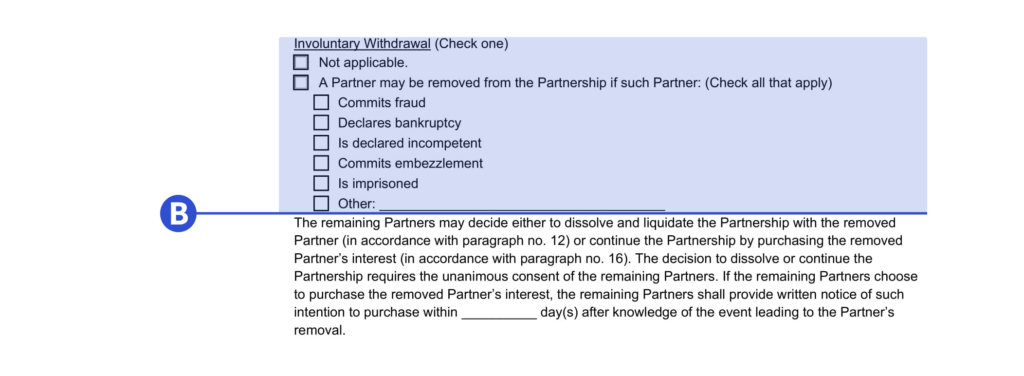 Involuntary Withdrawal (Check one)
Not applicable.
A Partner may be removed from the Partnership if such Partner: (Check all that apply)
Commits fraud
Declares bankruptcy
Is declared incompetent
Commits embezzlement
Is imprisoned
Other: ______________________________________
B
The remaining Partners may decide either to dissolve and liquidate the Partnership with the removed
Partner (in accordance with paragraph no. 12) or continue the Partnership by purchasing the removed
Partner’s interest (in accordance with paragraph no. 16). The decision to dissolve or continue the
Partnership requires the unanimous consent of the remaining Partners. If the remaining Partners choose
to purchase the removed Partner’s interest, the remaining Partners shall provide written notice of such
intention to purchase within __________ day(s) after knowledge of the event leading to the Partner’s
removal.